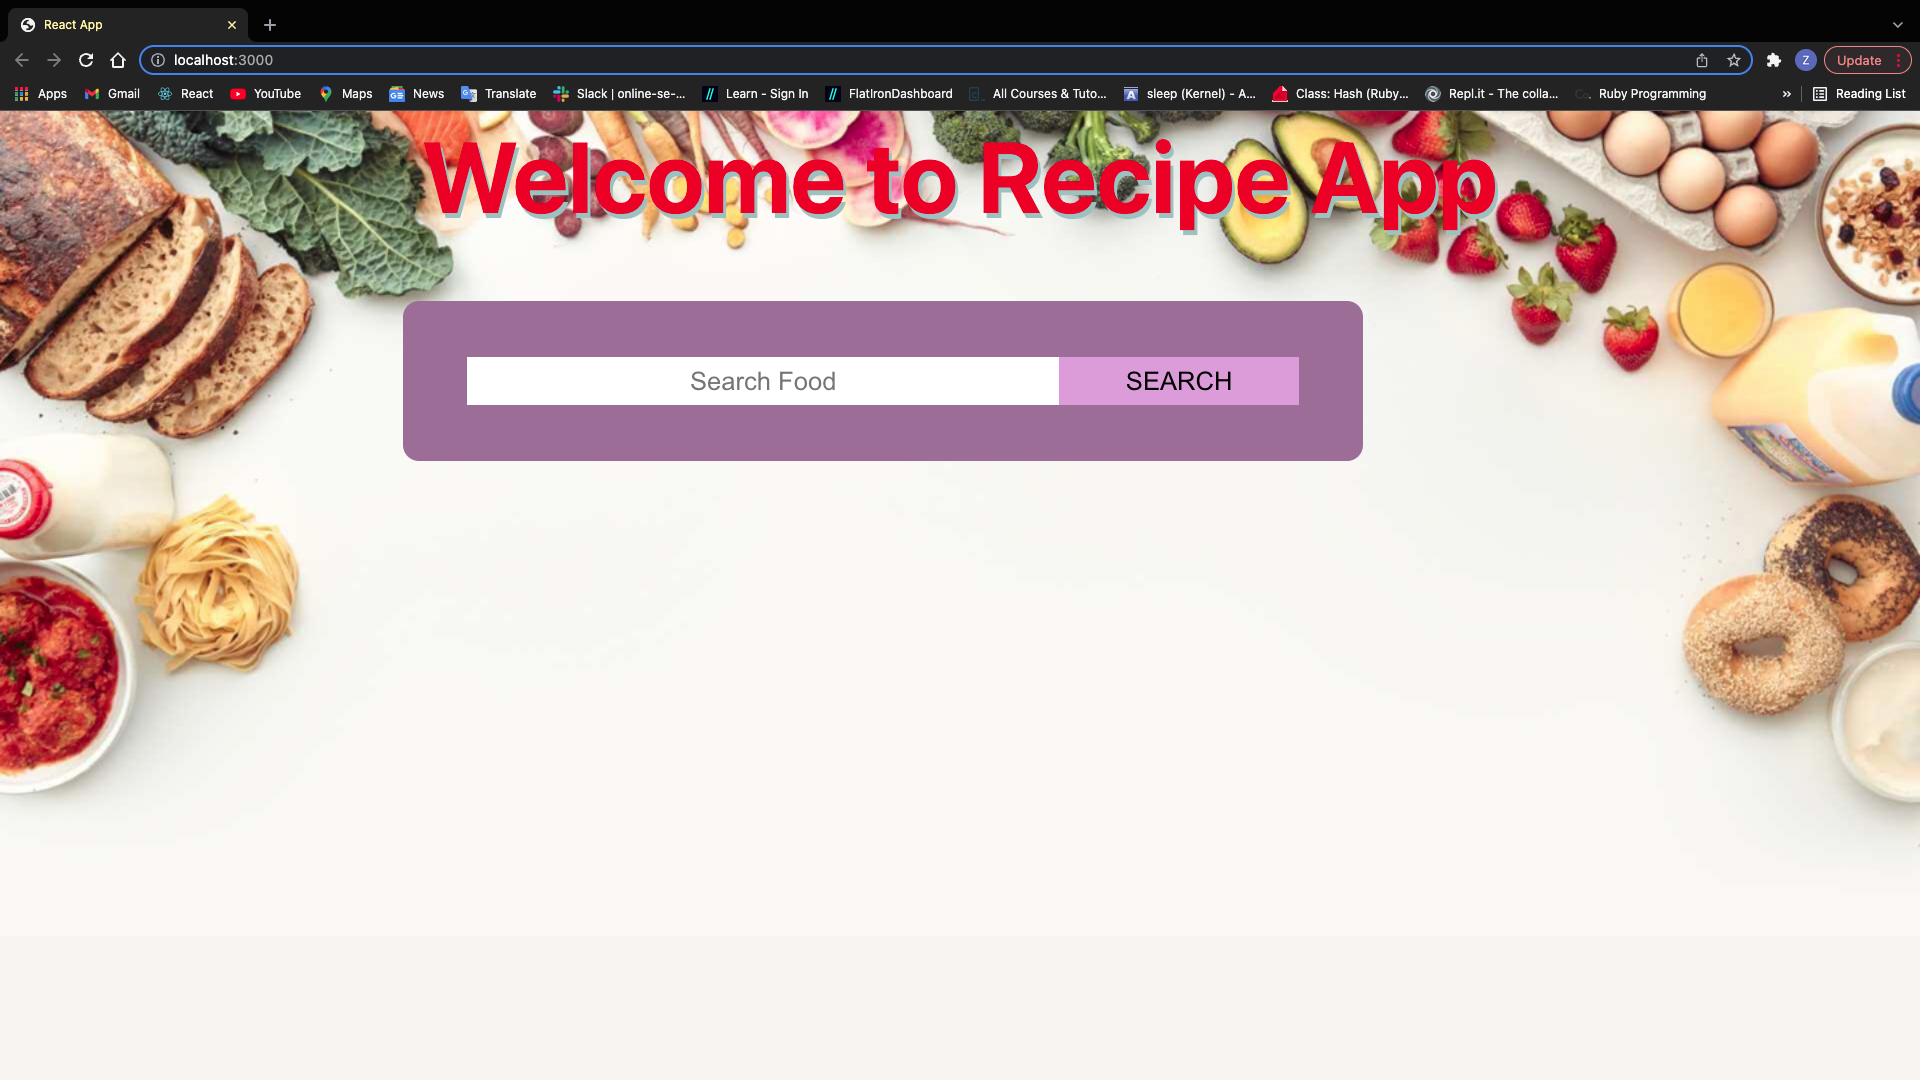 React App
localhost:3000
Update
Apps
Gmail
React
YouTube
Maps
News
Translate
Slack | online-se-...
Learn - Sign In
FlatIronDashboard
All Courses & Tuto...
sleep (Kernel) - A...
Class: Hash (Ruby...
Repl.it - The colla...
Ruby Programming
»
Reading List
Welcome to Recipe App
Search Food
SEARCH